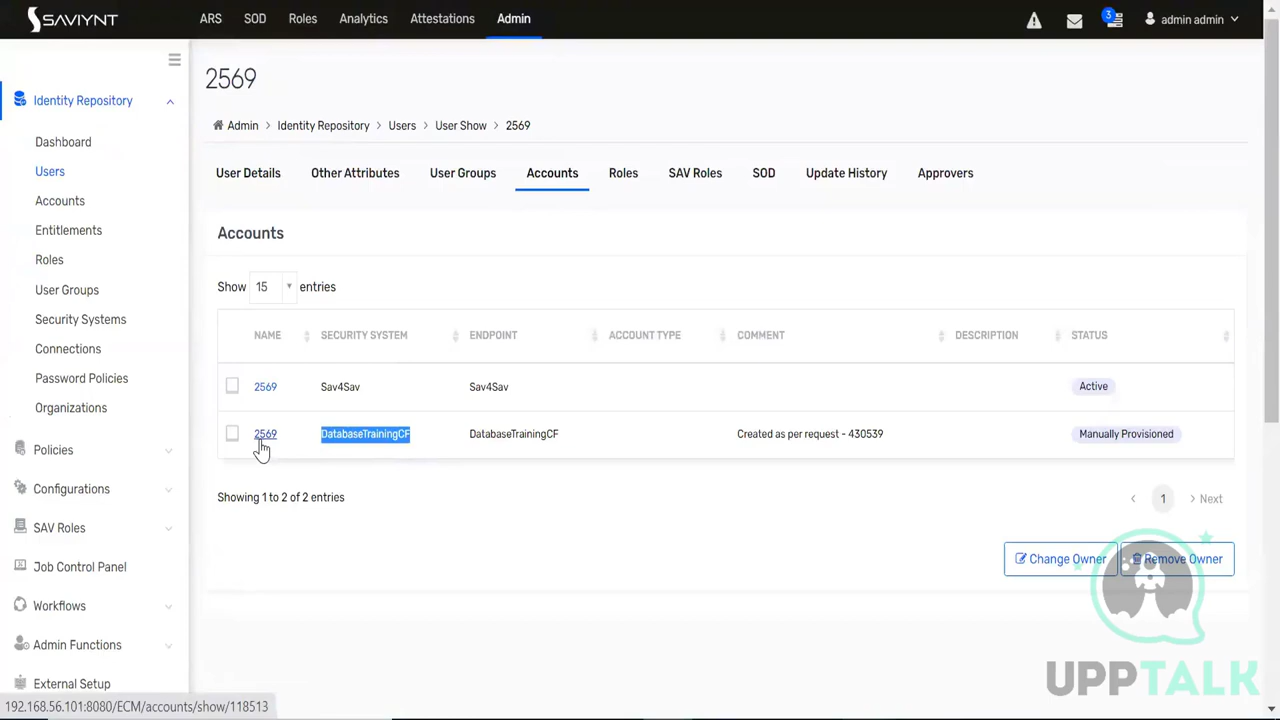 SAVIYNT
ARS SOD Roles Analytics Attestations Admin
3
admin admin
2569
Admin > Identity Repository > Users > User Show > 2569
Identity Repository
Dashboard
Users
Accounts
Entitlements
Roles
User Groups
Security Systems
Connections
Password Policies
Organizations
Policies
Configurations
SAV Roles
Job Control Panel
Workflows
Admin Functions
External Setup
User Details Other Attributes User Groups Accounts Roles SAV Roles SOD Update History Approvers
Accounts
Show 15 entries
NAME SECURITY SYSTEM ENDPOINT ACCOUNT TYPE COMMENT DESCRIPTION STATUS
2569 Sav4Sav Sav4Sav Active
2569 DatabaseTrainingCF DatabaseTrainingCF Created as per request - 430539 Manually Provisioned
Showing 1 to 2 of 2 entries
< 1 > Next
Change Owner Remove Owner
UPPTALK
192.168.56.101:8080/ECM/accounts/show/118513